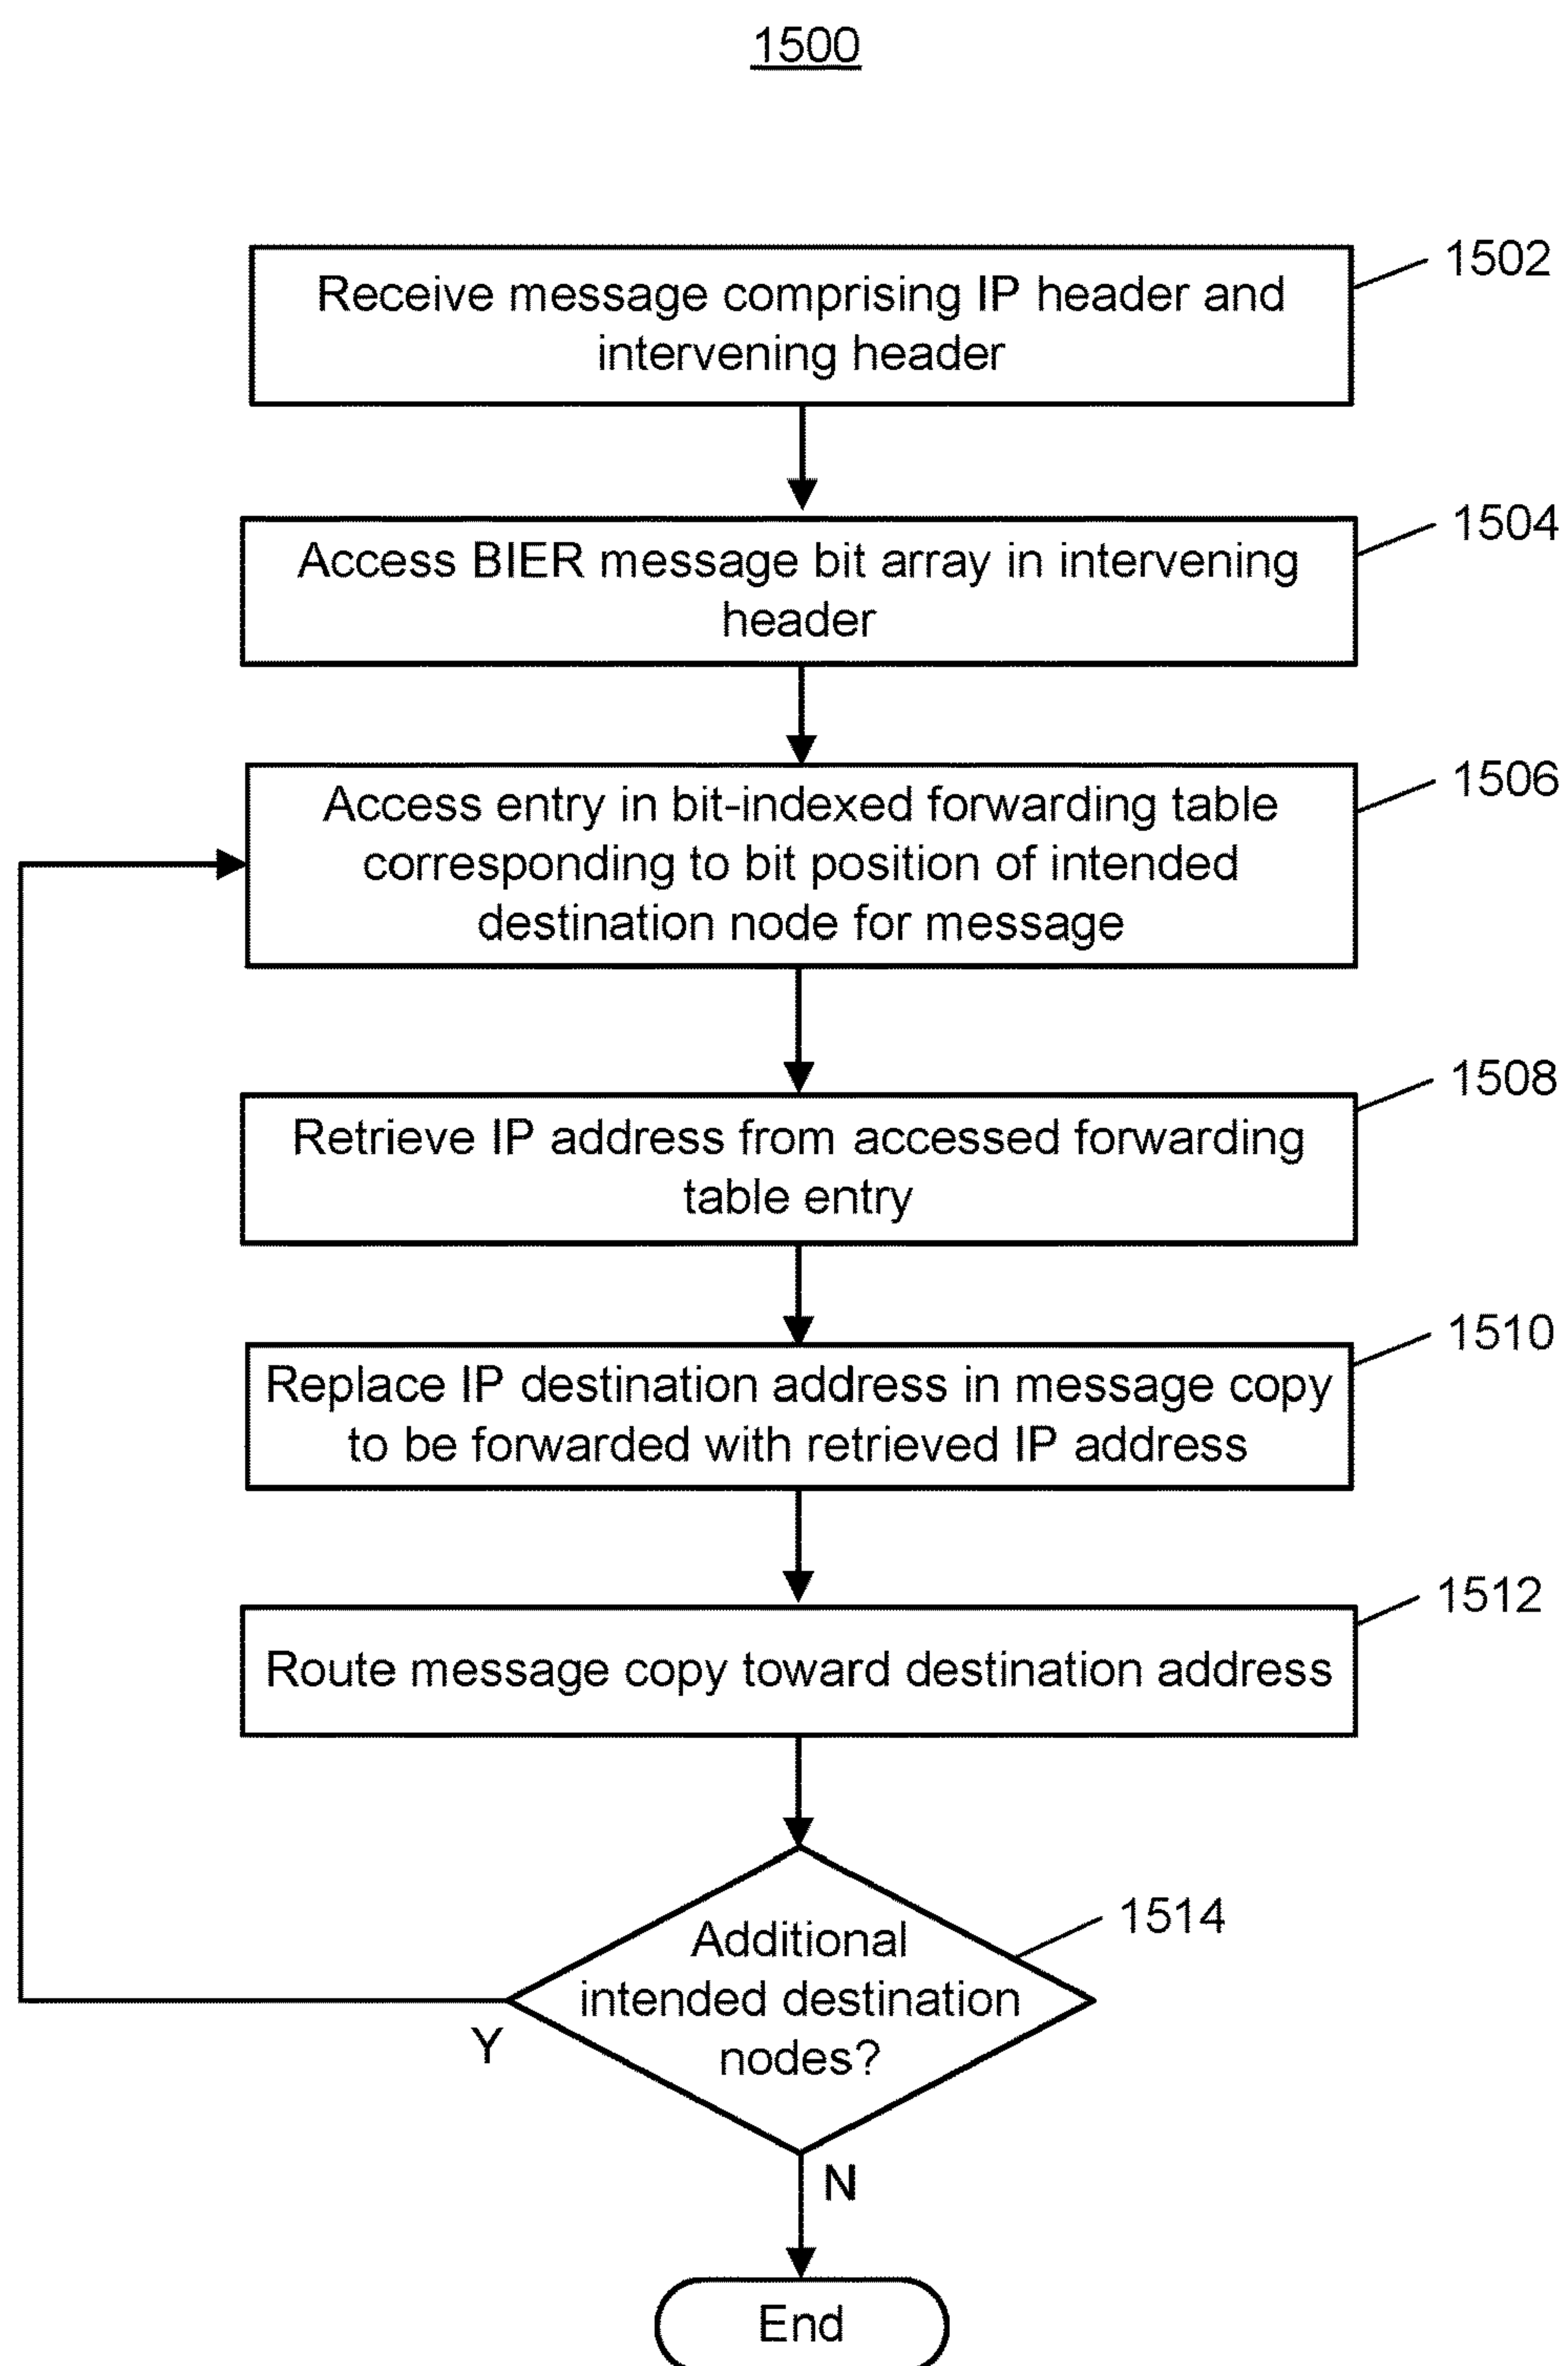 1500
1502
Receive message comprising IP header and
intervening header
1504
Access BIER message bit array in intervening
header
1506
Access entry in bit-indexed forwarding table
corresponding to bit position of intended
destination node for message
1508
Retrieve IP address from accessed forwarding
table entry
1510
Replace IP destination address in message copy
to be forwarded with retrieved IP address
1512
Route message copy toward destination address
1514
Additional
intended destination
nodes?
Y
N
End